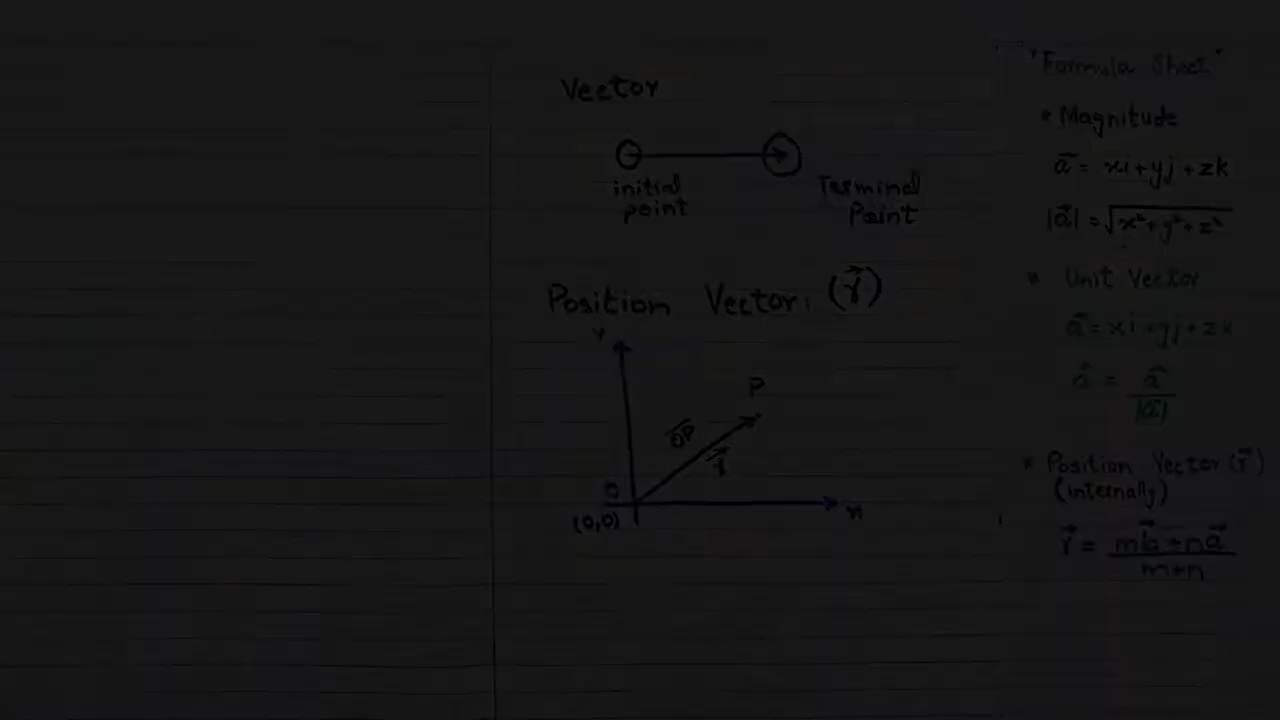 Vector
initial
point
Terminal
Point
Position Vector: (r⃗)
Y
P
OP
r⃗
O
(0,0)
x
"Formula Sheet"
* Magnitude
a⃗ = xi+yj+zk
|a⃗| = √x²+y²+z²
* Unit Vector
a⃗ = xi+yj+zk
â = a⃗
|a⃗|
* Position Vector (r⃗)
(internally)
r⃗ = mb⃗+na⃗
m+n